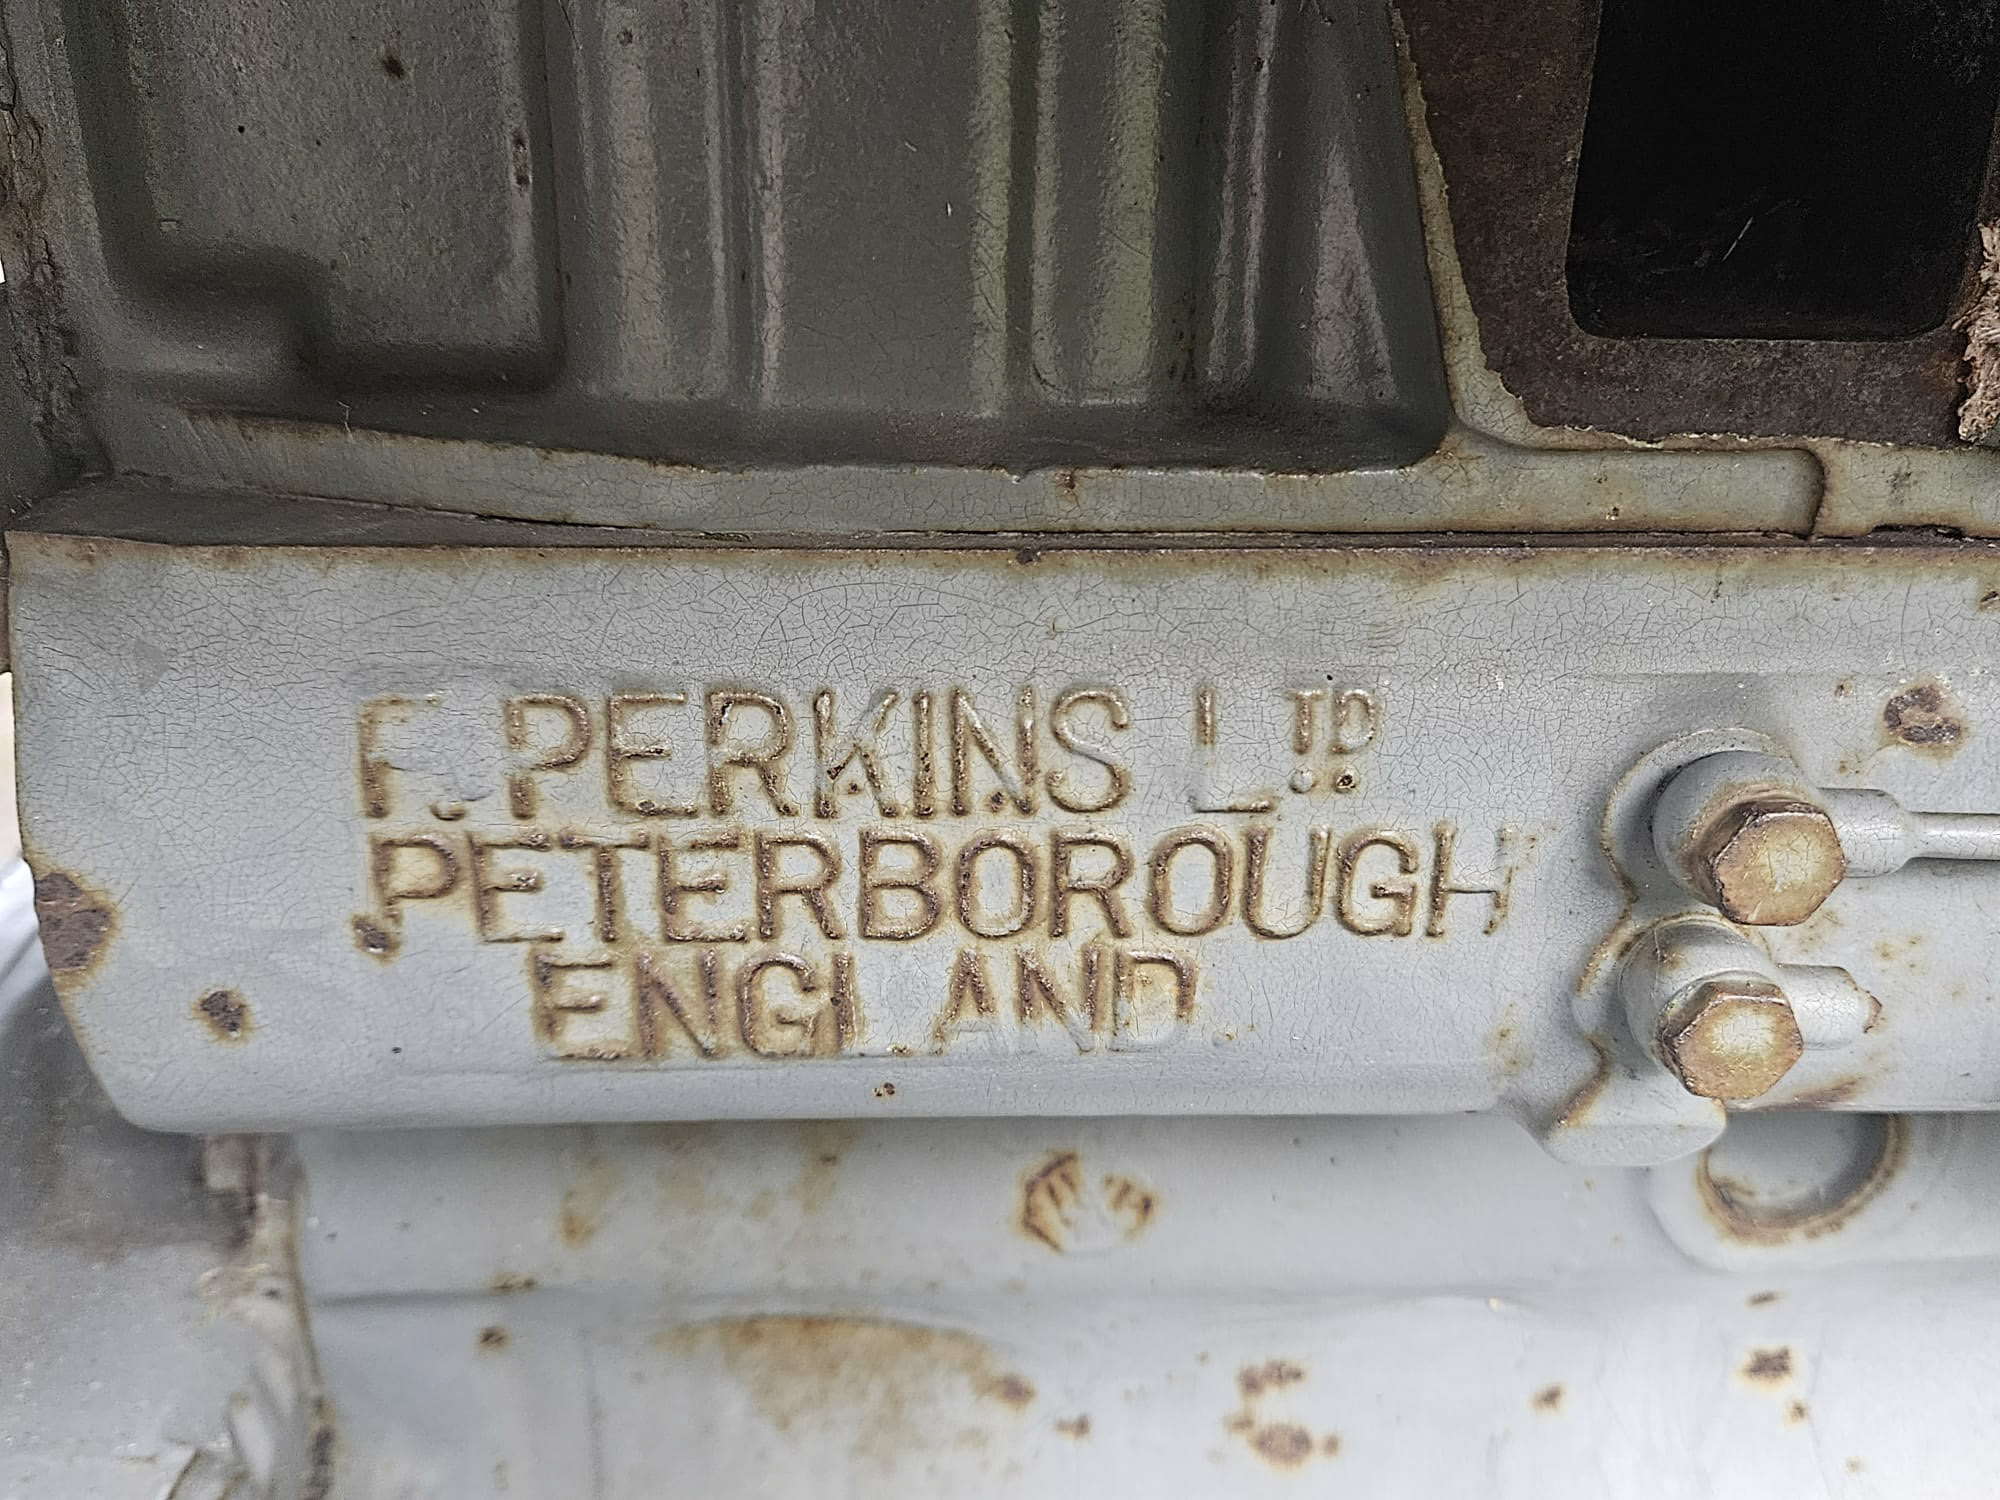 F. PERKINS LTD
PETERBOROUGH
ENGLAND.